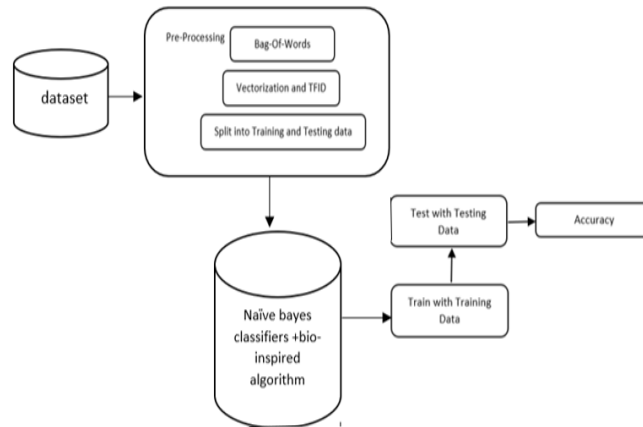 Pre-Processing
Bag-Of-Words
dataset
Vectorization and TFID
Split into Training and Testing data
Test with Testing
Data
Accuracy
Naïve bayes
classifiers +bio-
inspired
algorithm
Train with Training
Data